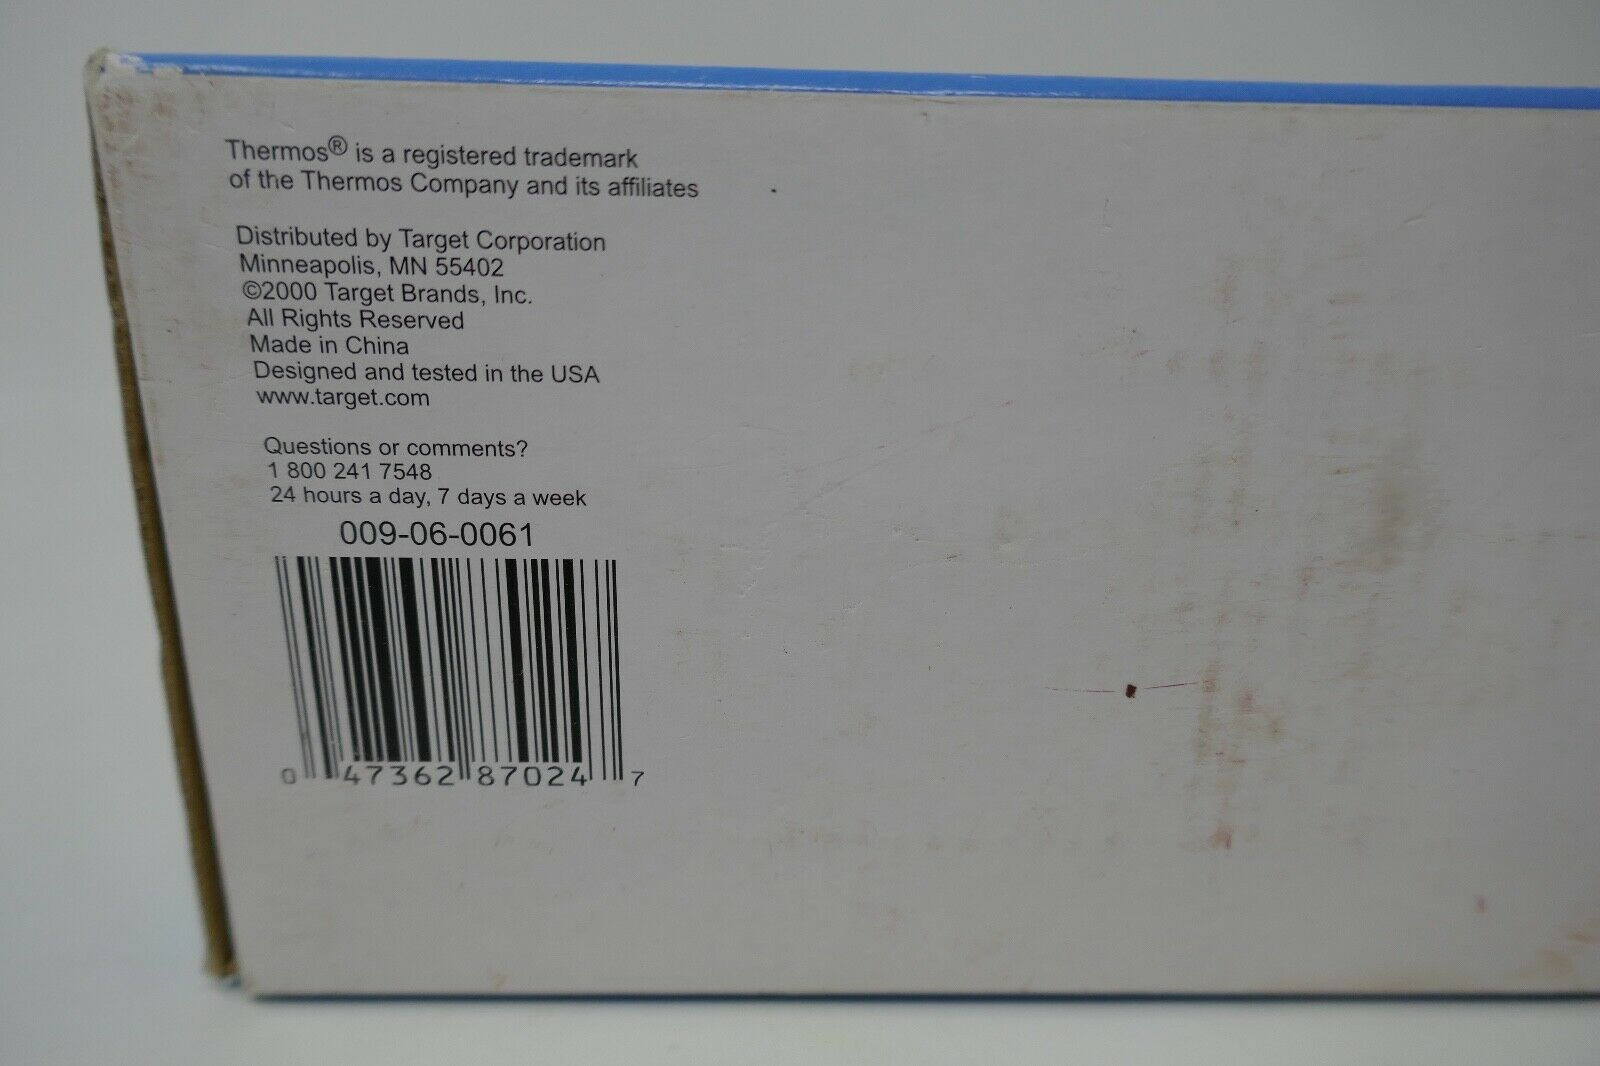 Thermos® is a registered trademark
of the Thermos Company and its affiliates
Distributed by Target Corporation
Minneapolis, MN 55402
©2000 Target Brands, Inc.
All Rights Reserved
Made in China
Designed and tested in the USA
www.target.com
Questions or comments?
1 800 241 7548
24 hours a day, 7 days a week
009-06-0061
0 47362 87024 7